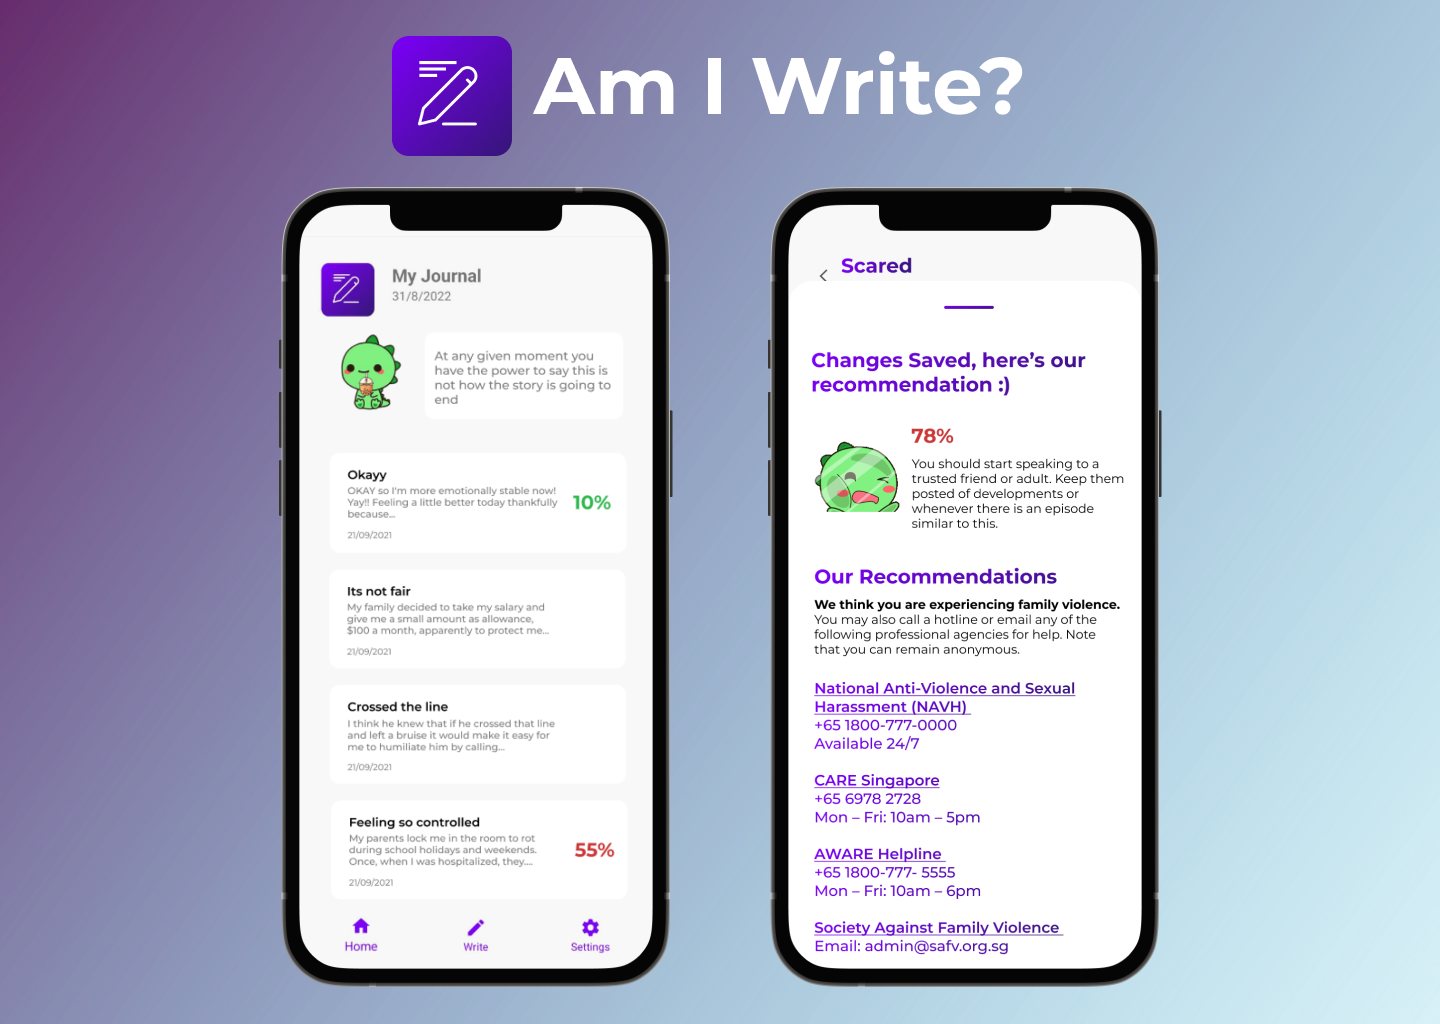 Am I Write?
My Journal
31/8/2022
At any given moment you
have the power to say this is
not how the story is going to
end
Okayy
OKAY so I'm more emotionally stable now!
Yay!! Feeling a little better today thankfully
because...
10%
21/09/2021
Its not fair
My family decided to take my salary and
give me a small amount as allowance,
$100 a month, apparently to protect me...
21/09/2021
Crossed the line
I think he knew that if he crossed that line
and left a bruise it would make it easy for
me to humiliate him by calling...
21/09/2021
Feeling so controlled
My parents lock me in the room to rot
during school holidays and weekends.
Once, when I was hospitalized, they....
55%
21/09/2021
Home
Write
Settings
Scared
Changes Saved, here's our
recommendation :)
78%
You should start speaking to a
trusted friend or adult. Keep them
posted of developments or
whenever there is an episode
similar to this.
Our Recommendations
We think you are experiencing family violence.
You may also call a hotline or email any of the
following professional agencies for help. Note
that you can remain anonymous.
National Anti-Violence and Sexual
Harassment (NAVH)
+65 1800-777-0000
Available 24/7
CARE Singapore
+65 6978 2728
Mon – Fri: 10am – 5pm
AWARE Helpline
+65 1800-777- 5555
Mon – Fri: 10am – 6pm
Society Against Family Violence
Email: admin@safv.org.sg